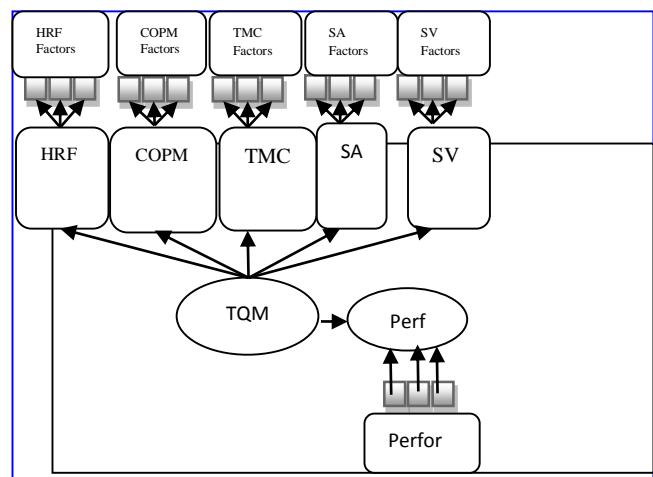 HRF
Factors
COPM
Factors
TMC
Factors
SA
Factors
SV
Factors
HRF
COPM
TMC
SA
SV
TQM
Perf
Perfor